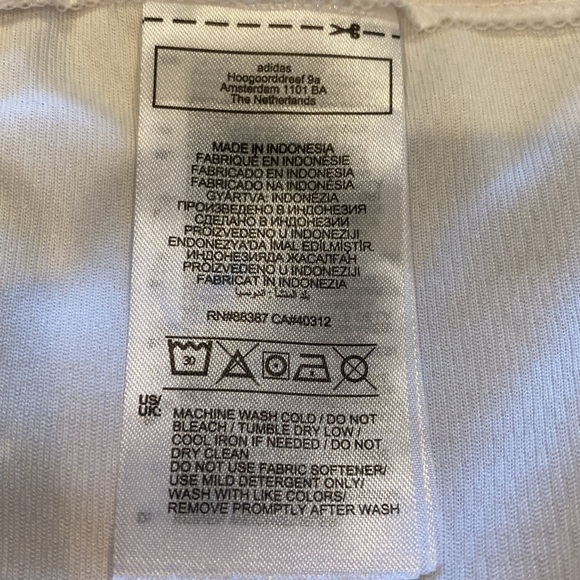 adidas
Hoogoorddreef 9a
Amsterdam 1101 BA
The Netherlands
MADE IN INDONESIA
FABRIQUÉ EN INDONÉSIE
FABRICADO EN INDONESIA
FABRICADO NA INDONÉSIA
GYÁRTVA: INDONÉZIA
ПРОИЗВЕДЕНО В ИНДОНЕЗИЯ
СДЕЛАНО В ИНДОНЕЗИИ
PROIZVEDENO U INDONEZIJI
ENDONEZYA'DA İMAL EDİLMİŞTİR.
ИНДОНЕЗИЯДА ЖАСАЛҒАН
PROIZVEDENO U INDONEZIJI
FABRICAT ÎN INDONEZIA
بلد المنشأ:
RN#88387 CA#40312
30
US/
UK:
MACHINE WASH COLD / DO NOT
BLEACH / TUMBLE DRY LOW /
COOL IRON IF NEEDED / DO NOT
DRY CLEAN
DO NOT USE FABRIC SOFTENER/
USE MILD DETERGENT ONLY/
WASH WITH LIKE COLORS/
REMOVE PROMPTLY AFTER WASH